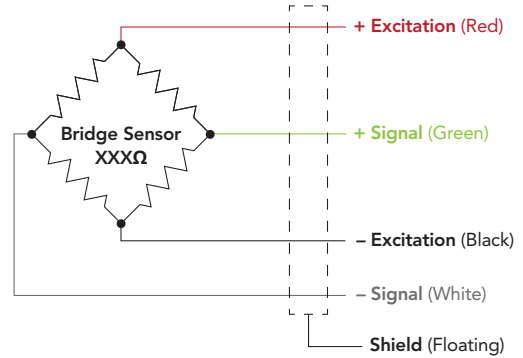 + Excitation (Red)
Bridge Sensor
XXXΩ
+ Signal (Green)
– Excitation (Black)
– Signal (White)
Shield (Floating)